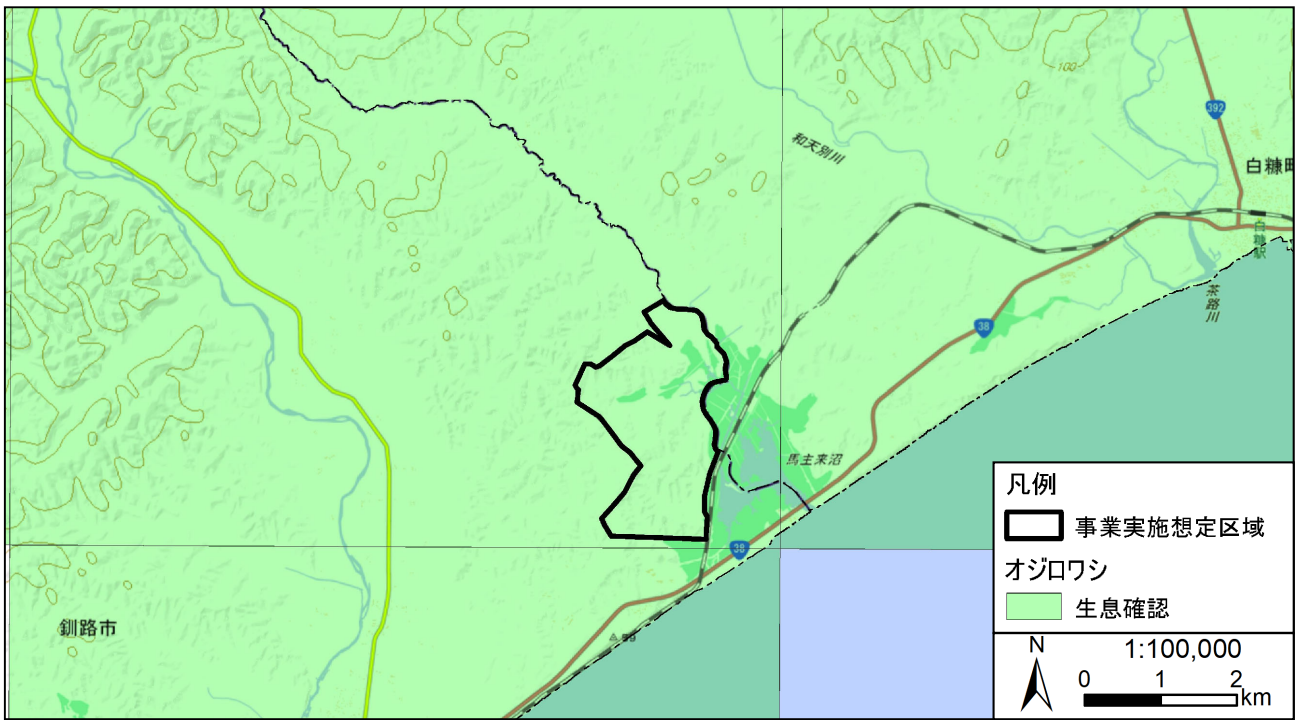 100
392
和天別川
白糠町
白糠駅
茶路川
38
馬主来沼
38
釧路市
凡例
事業実施想定区域
オジロワシ
生息確認
N
1:100,000
0 1 2
km